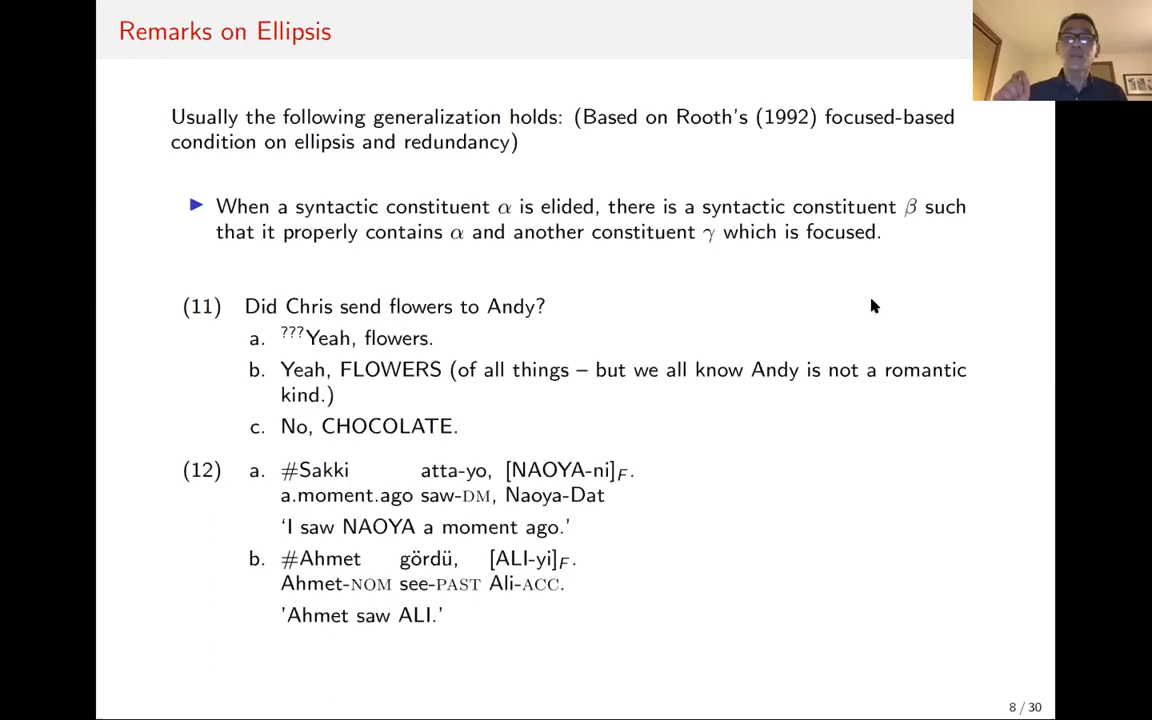 Remarks on Ellipsis
Usually the following generalization holds: (Based on Rooth's (1992) focused-based
condition on ellipsis and redundancy)
▶ When a syntactic constituent α is elided, there is a syntactic constituent β such
that it properly contains α and another constituent γ which is focused.
(11) Did Chris send flowers to Andy?
a. ???Yeah, flowers.
b. Yeah, FLOWERS (of all things – but we all know Andy is not a romantic
kind.)
c. No, CHOCOLATE.
(12) a. #Sakki atta-yo, [NAOYA-ni]F.
a.moment.ago saw-DM, Naoya-Dat
‘I saw NAOYA a moment ago.’
b. #Ahmet gördü, [ALI-yi]F.
Ahmet-NOM see-PAST Ali-ACC.
’Ahmet saw ALI.’
8 / 30